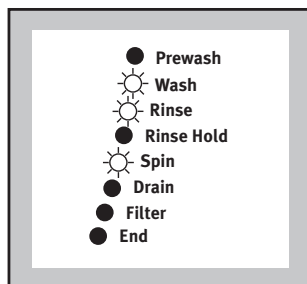 Prewash
Wash
Rinse
Rinse Hold
Spin
Drain
Filter
End